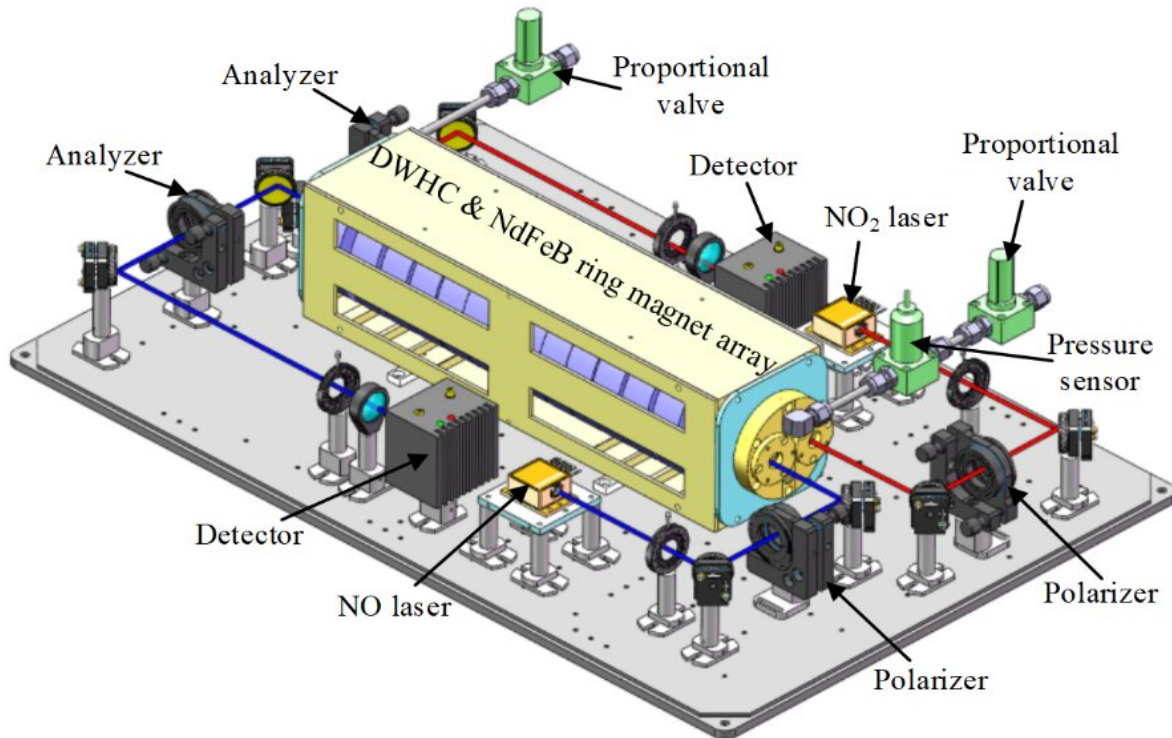 Analyzer
Proportional
valve
Analyzer
Detector
Proportional
valve
NO₂ laser
DWHC & NdFeB ring magnet array
Pressure
sensor
Detector
NO laser
Polarizer
Polarizer